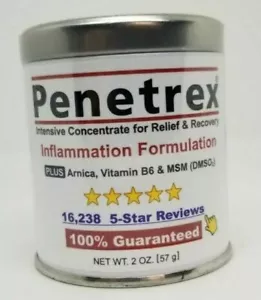 Penetrex®
Intensive Concentrate for Relief & Recovery
Inflammation Formulation
PLUS Arnica, Vitamin B6 & MSM (DMSO₂)
16,238 5-Star Reviews
100% Guaranteed
NET WT. 2 OZ. [57 g]